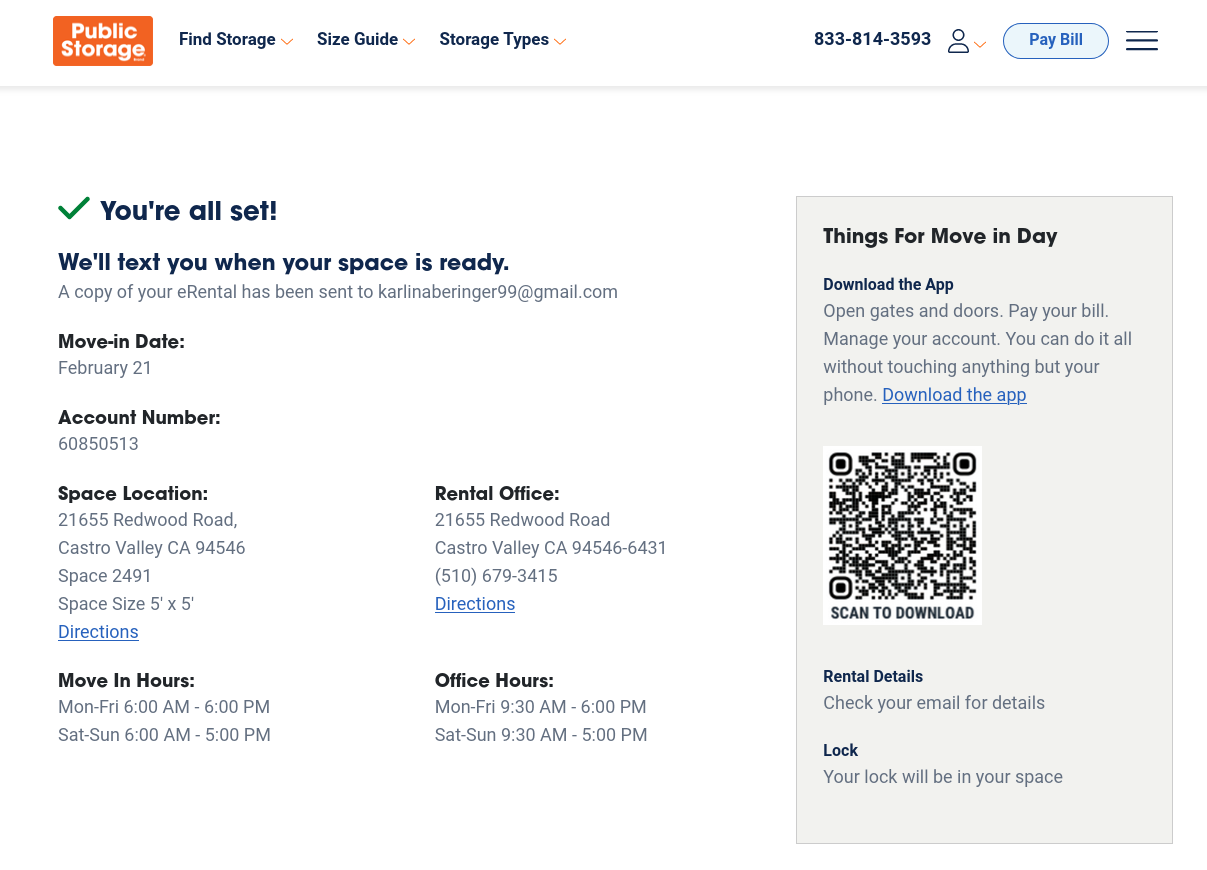 Public
Storage
Find Storage
Size Guide
Storage Types
833-814-3593
Pay Bill
You're all set!
We'll text you when your space is ready.
A copy of your eRental has been sent to karlinaberinger99@gmail.com
Move-in Date:
February 21
Account Number:
60850513
Space Location:
21655 Redwood Road,
Castro Valley CA 94546
Space 2491
Space Size 5' x 5'
Directions
Rental Office:
21655 Redwood Road
Castro Valley CA 94546-6431
(510) 679-3415
Directions
Move In Hours:
Mon-Fri 6:00 AM - 6:00 PM
Sat-Sun 6:00 AM - 5:00 PM
Office Hours:
Mon-Fri 9:30 AM - 6:00 PM
Sat-Sun 9:30 AM - 5:00 PM
Things For Move in Day
Download the App
Open gates and doors. Pay your bill.
Manage your account. You can do it all
without touching anything but your
phone. Download the app
SCAN TO DOWNLOAD
Rental Details
Check your email for details
Lock
Your lock will be in your space